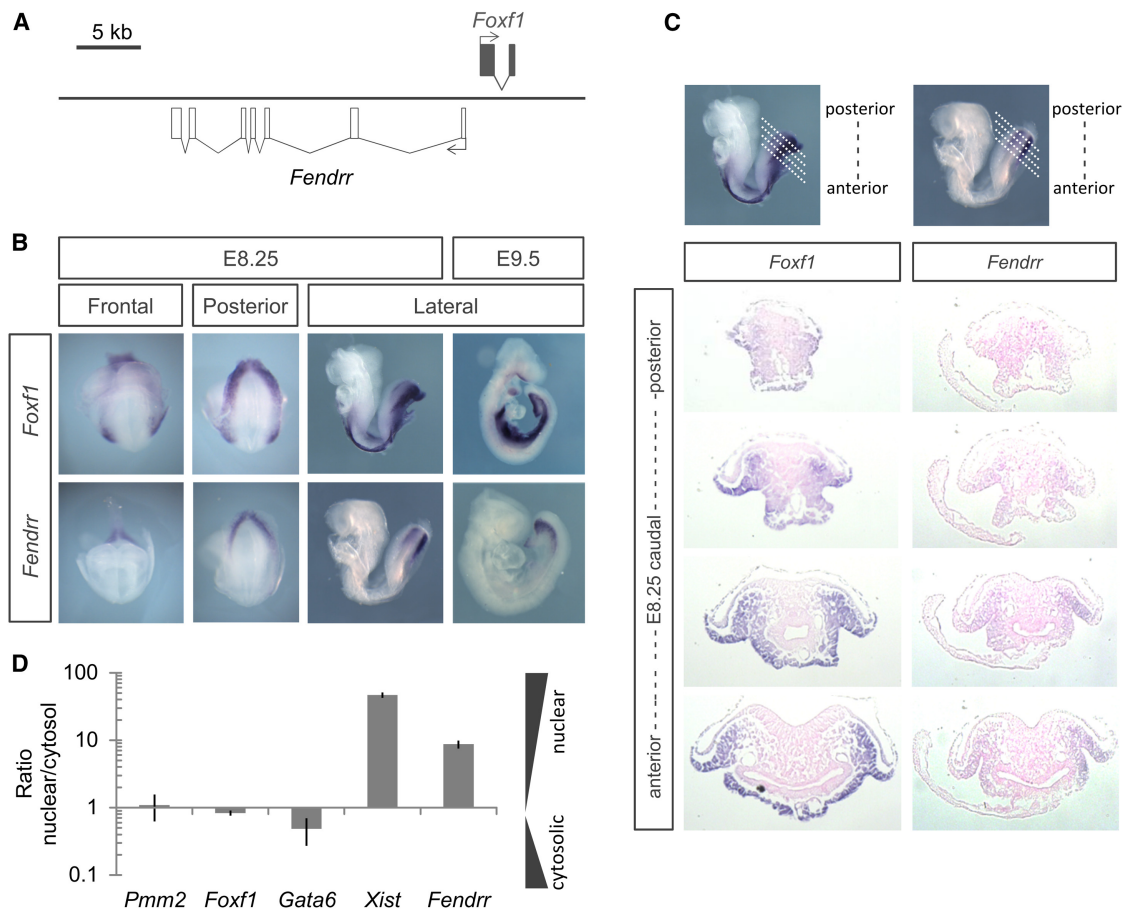 A
5 kb
Foxf1
Fendrr
B
E8.25
E9.5
Frontal
Posterior
Lateral
Foxf1
Fendrr
C
posterior
anterior
posterior
anterior
Foxf1
Fendrr
anterior ------ E8.25 caudal ------ -posterior
D
Ratio
nuclear/cytosol
100
10
1
0.1
Pmm2
Foxf1
Gata6
Xist
Fendrr
nuclear
cytosolic